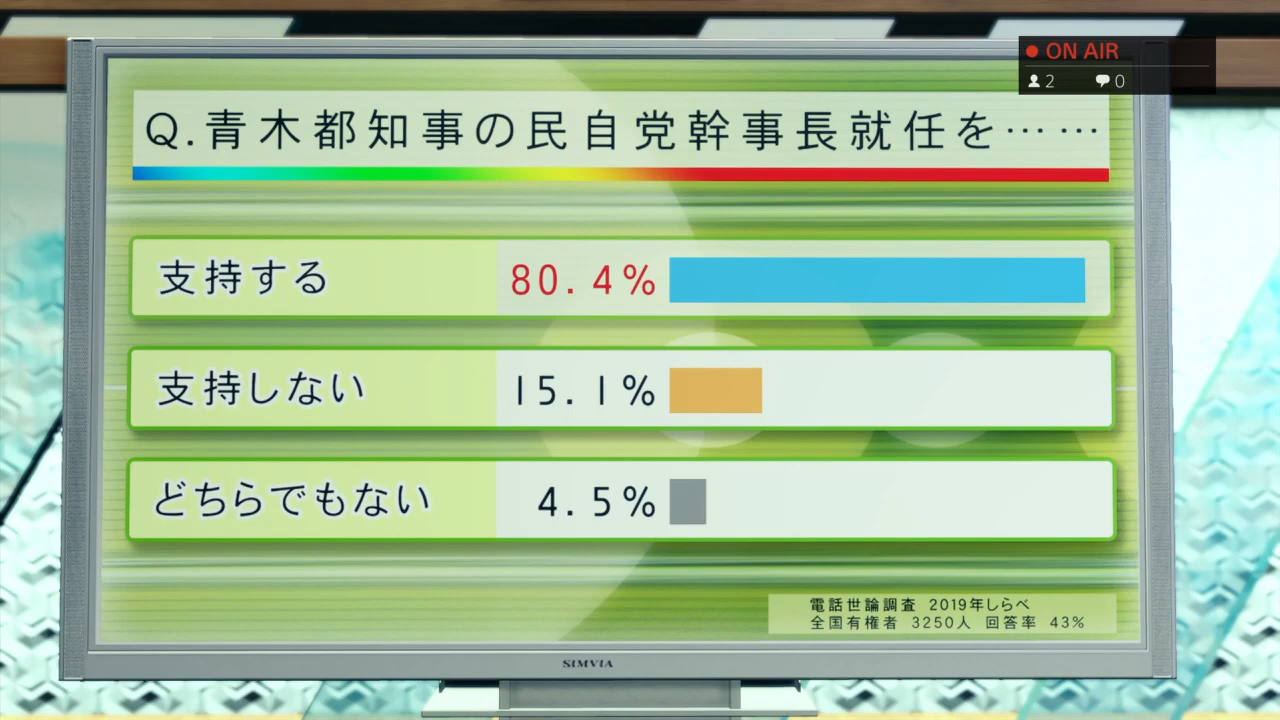 ON AIR
2 0
Q.青木都知事の民自党幹事長就任を……
支持する 80.4%
支持しない 15.1%
どちらでもない 4.5%
電話世論調査 2019年しらべ
全国有権者 3250人 回答率 43%
SIMVIA